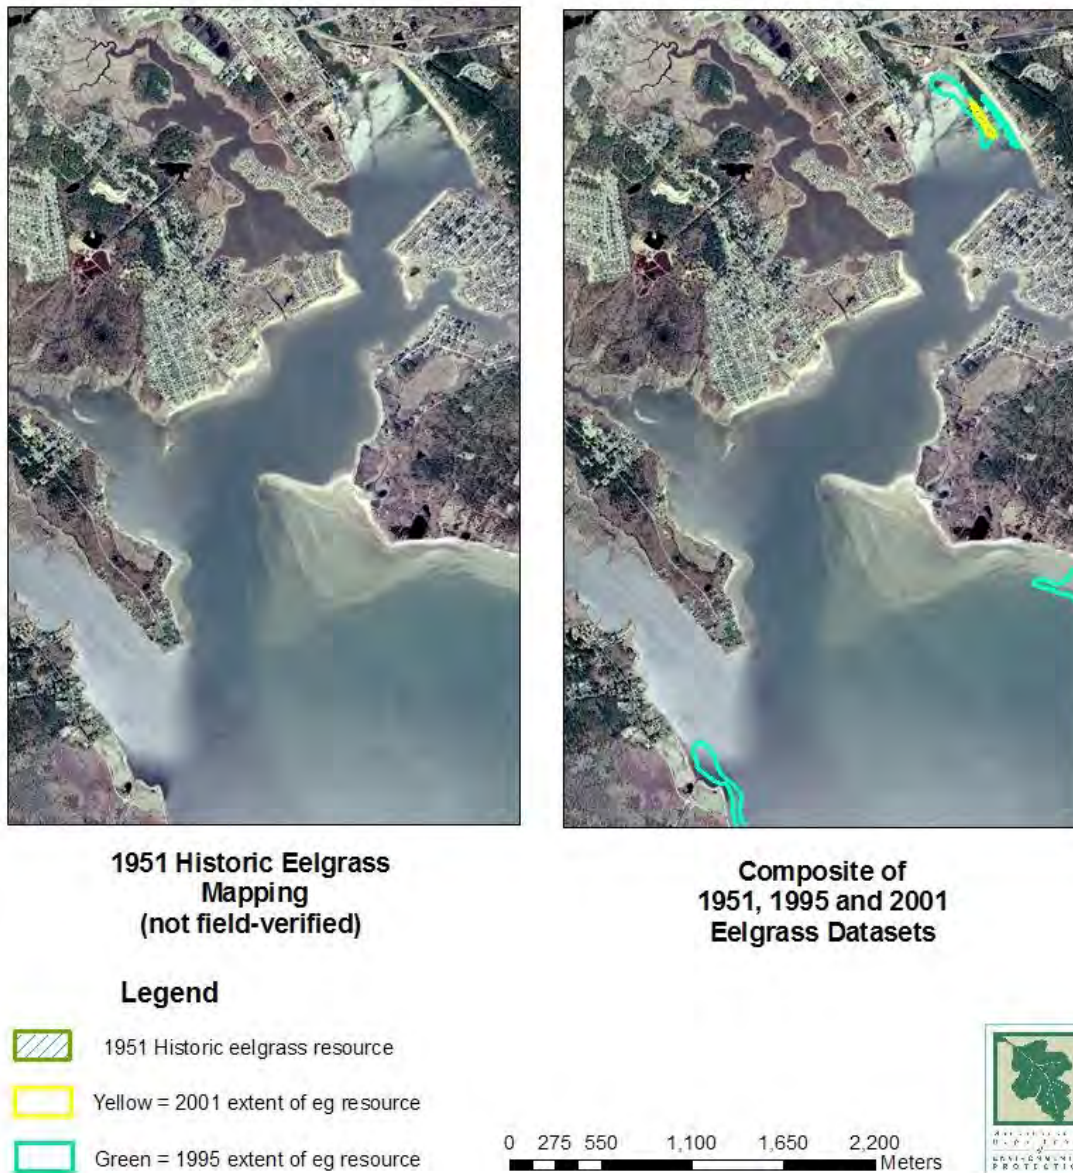 1951 Historic Eelgrass
Mapping
(not field-verified)
Composite of
1951, 1995 and 2001
Eelgrass Datasets
Legend
1951 Historic eelgrass resource
Yellow = 2001 extent of eg resource
Green = 1995 extent of eg resource
0 275 550 1,100 1,650 2,200
Meters